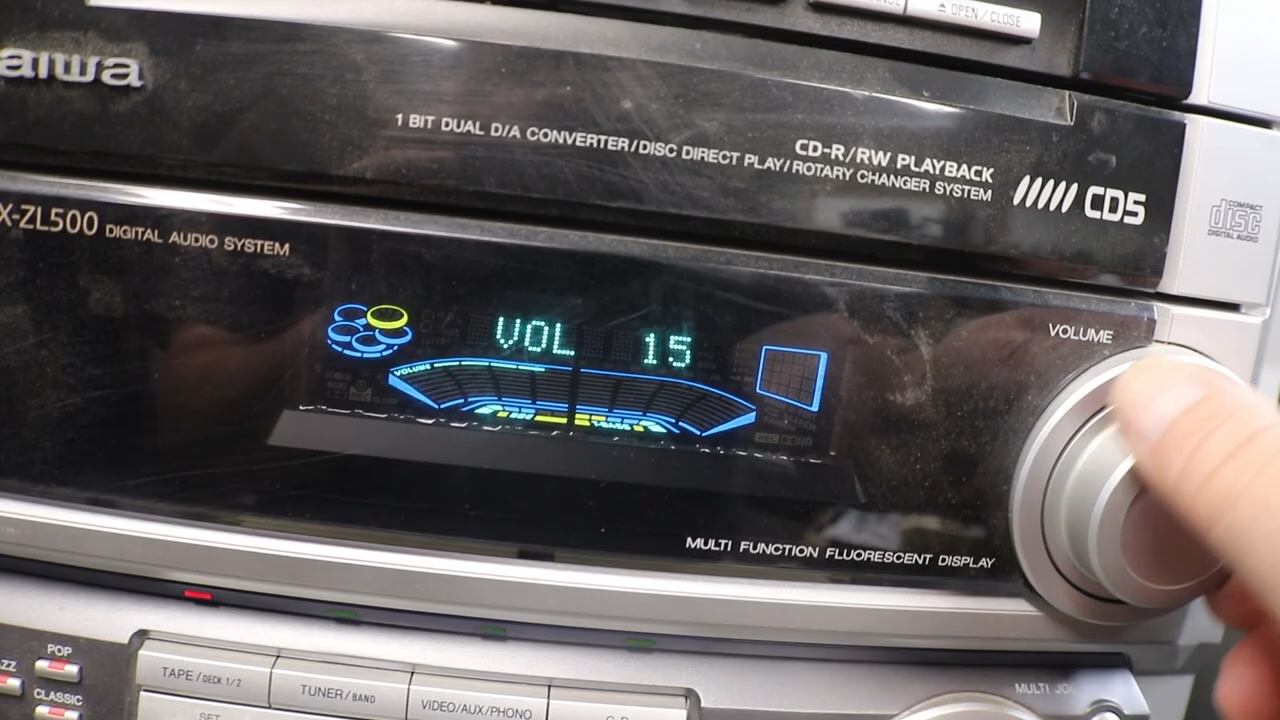 OPEN/CLOSE
aiwa
1 BIT DUAL D/A CONVERTER/DISC DIRECT PLAY/ROTARY CHANGER SYSTEM
CD-R/RW PLAYBACK
CD5
COMPACT
disc
DIGITAL AUDIO
X-ZL500 DIGITAL AUDIO SYSTEM
VOL 15
VOLUME
VOLUME
REC
MULTI FUNCTION FLUORESCENT DISPLAY
POP
CLASSIC
TAPE/DECK 1/2
TUNER/BAND
VIDEO/AUX/PHONO
MULTI